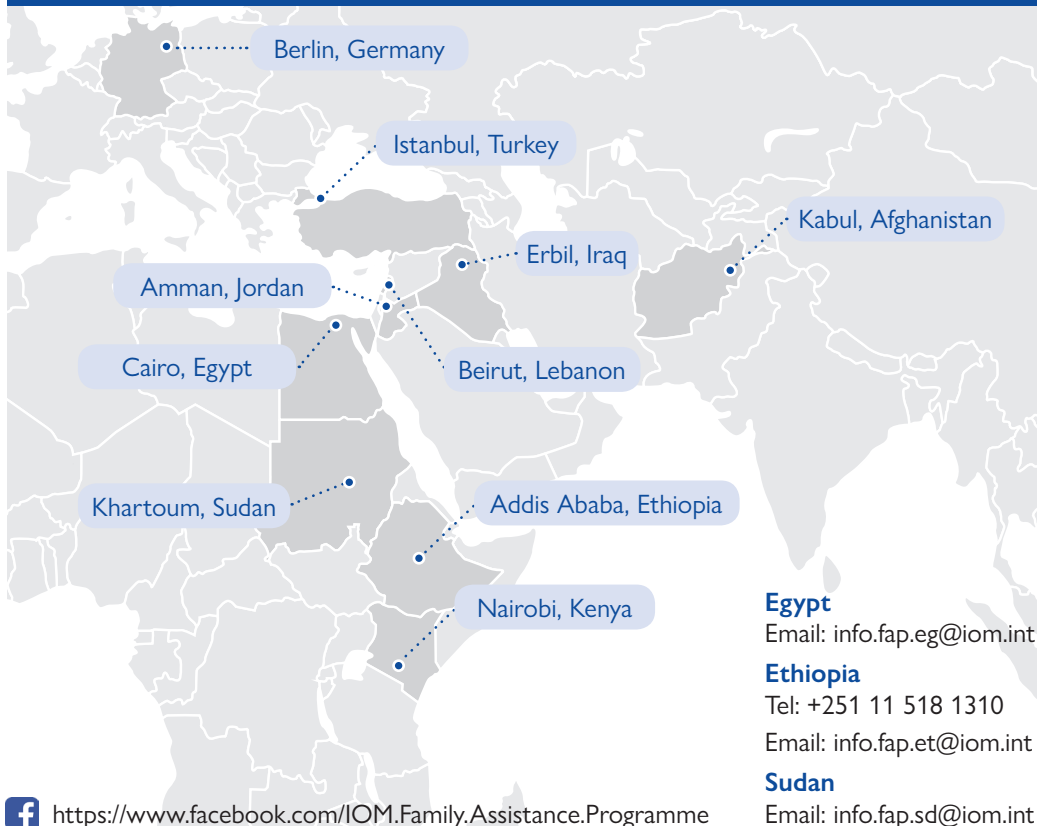 Berlin, Germany
Istanbul, Turkey
Kabul, Afghanistan
Erbil, Iraq
Amman, Jordan
Cairo, Egypt
Beirut, Lebanon
Khartoum, Sudan
Addis Ababa, Ethiopia
Nairobi, Kenya
Egypt
Email: info.fap.eg@iom.int
Ethiopia
Tel: +251 11 518 1310
Email: info.fap.et@iom.int
Sudan
Email: info.fap.sd@iom.int
https://www.facebook.com/IOM.Family.Assistance.Programme